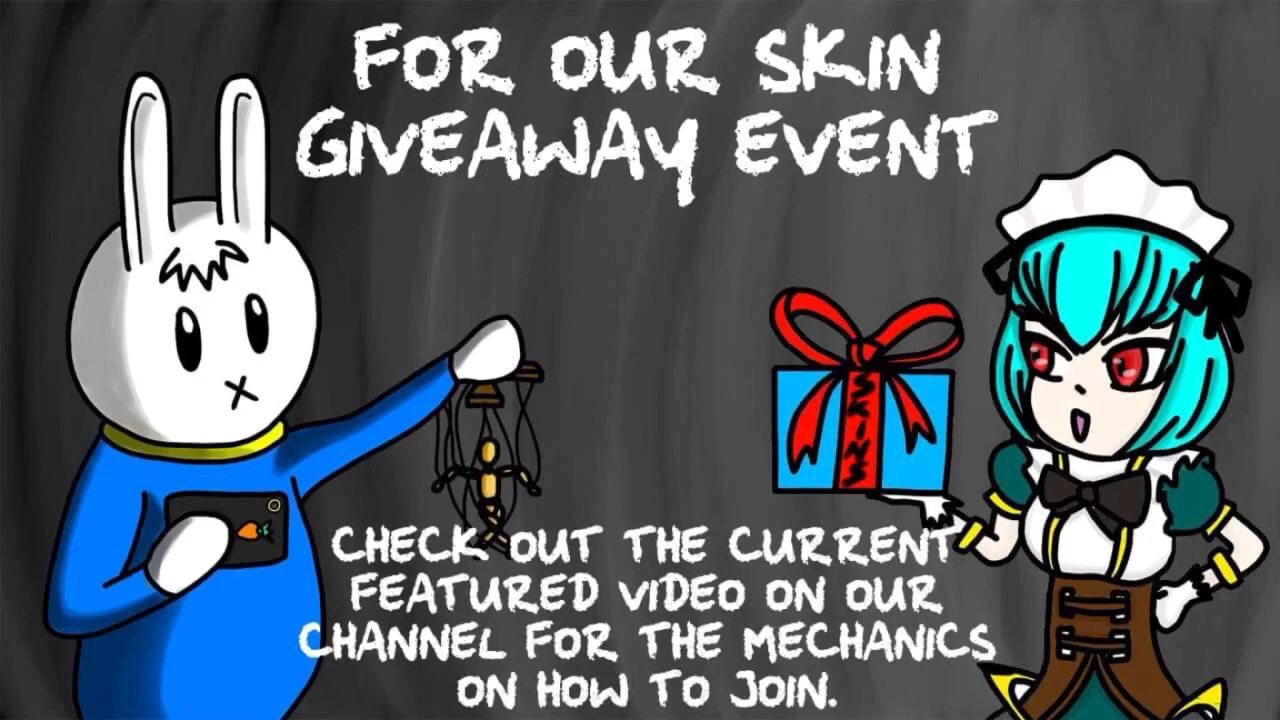 FOR OUR SKIN
GIVEAWAY EVENT
SKINS
CHECK OUT THE CURRENT
FEATURED VIDEO ON OUR
CHANNEL FOR THE MECHANICS
ON HOW TO JOIN.